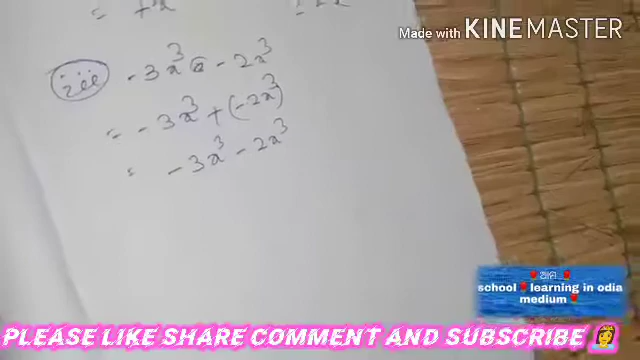 Made with KINEMASTER
iii -3x³ ଓ -2x³
= -3x³ + (-2x³)
= -3x³ - 2x³
ଆମ
school learning in odia
medium
PLEASE LIKE SHARE COMMENT AND SUBSCRIBE